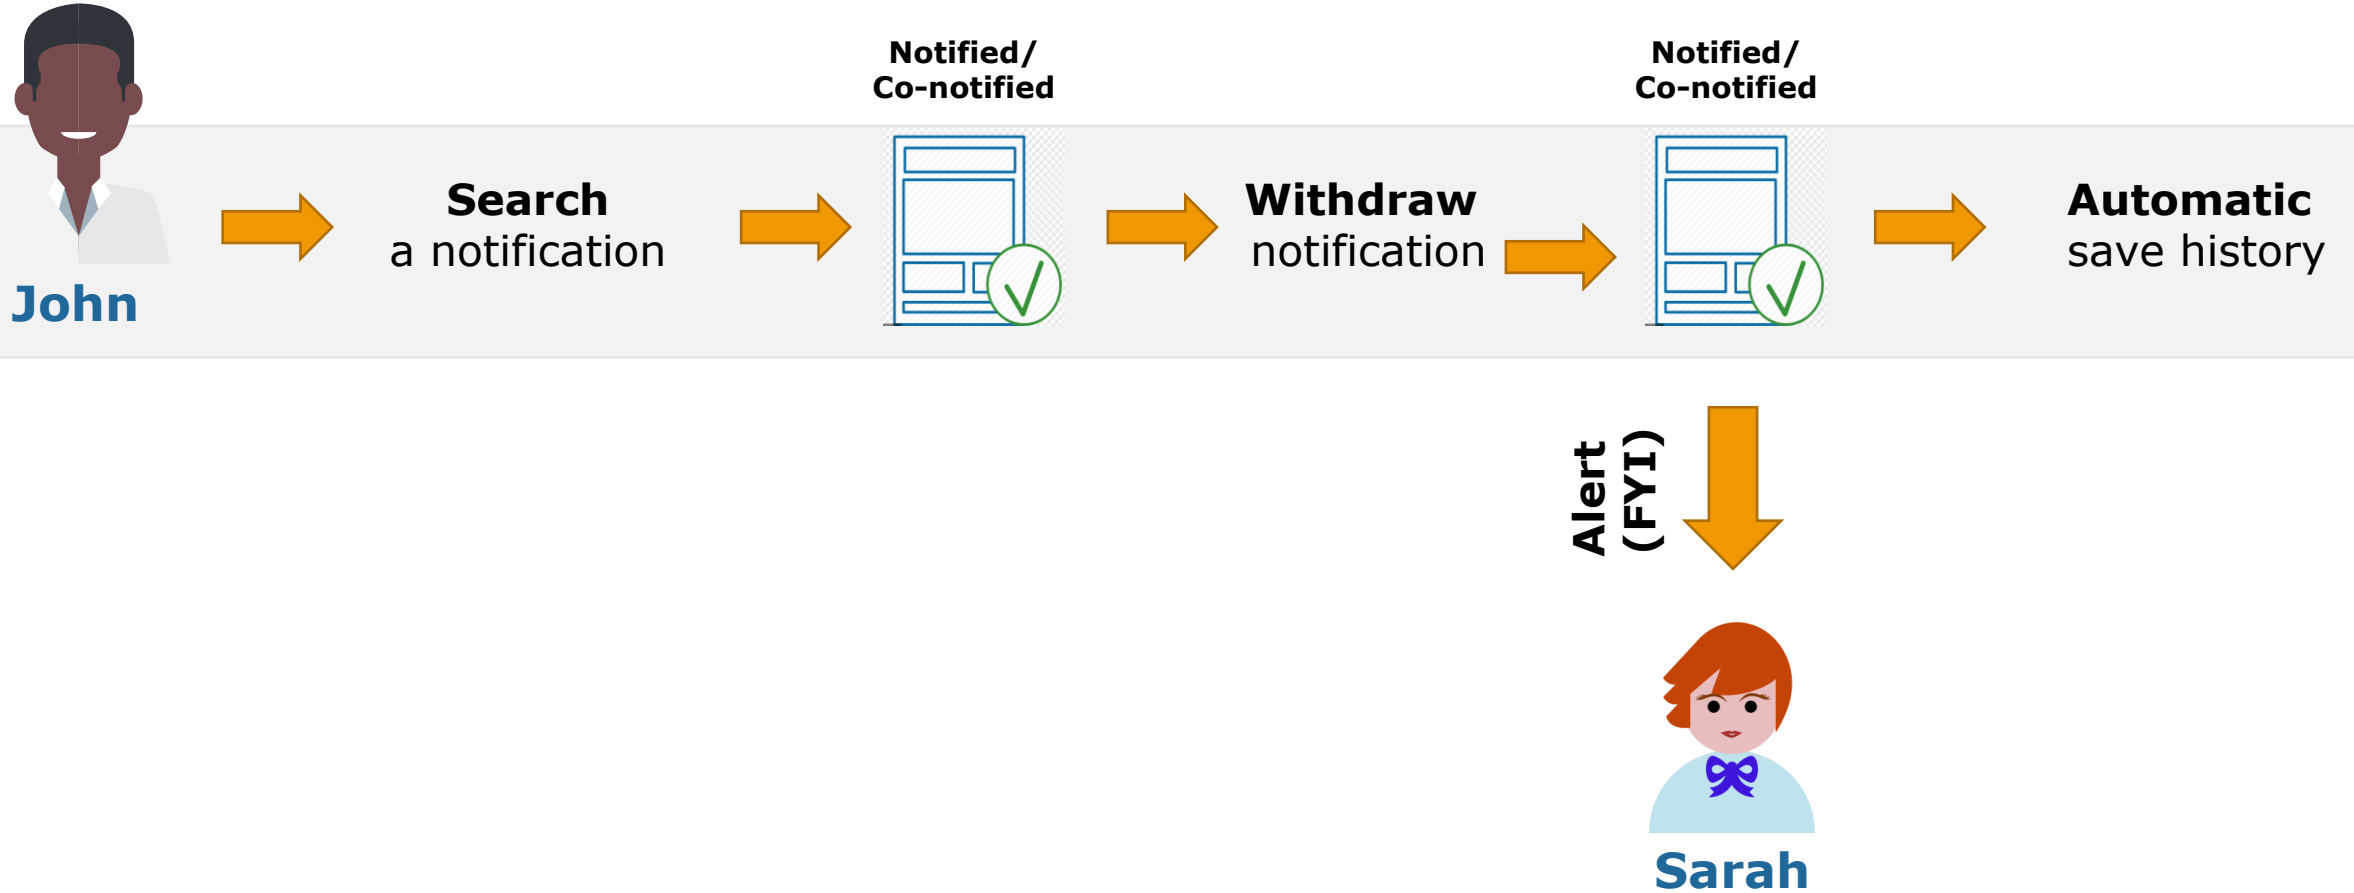 Notified/
Co-notified
Notified/
Co-notified
John
Search
a notification
Withdraw
notification
Automatic
save history
Alert
(FYI)
Sarah